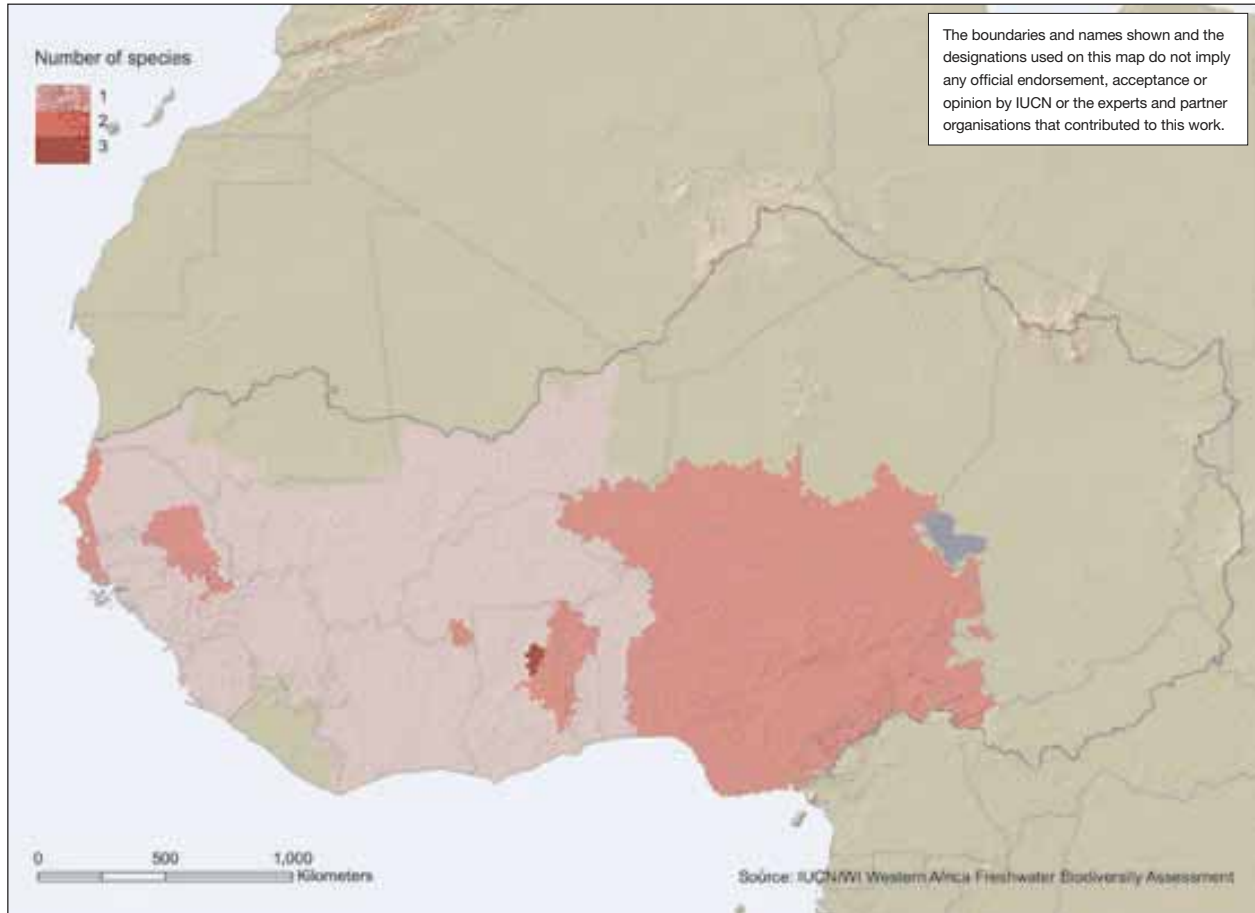 Number of species
1
2
3
The boundaries and names shown and the
designations used on this map do not imply
any official endorsement, acceptance or
opinion by IUCN or the experts and partner
organisations that contributed to this work.
0 500 1,000
Kilometers
Source: IUCN/WI Western Africa Freshwater Biodiversity Assessment